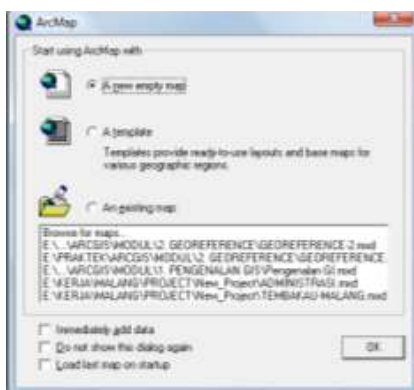 ArcMap
Start using ArcMap with
A new empty map
A template
Templates provide ready-to-use layouts and base maps for
various geographic regions.
An existing map:
Browse for maps...
E:\...\ARCGIS\MODUL\2. GEOREFERENCE\GEOREFERENCE-2.mxd
E:\PRAKTEK\ARCGIS\MODUL\2. GEOREFERENCE\GEOREFERENCE.
E:\...\ARCGIS\MODUL\1. PENGENALAN GIS\Pengenalan GI.mxd
E:\KERJA\MALANG\PROJECT\New_Project\ADMINISTRASI.mxd
E:\KERJA\MALANG\PROJECT\New_Project\TEMBAKAU-MALANG.mxd
Immediately add data
Do not show this dialog again
OK
Load last map on startup